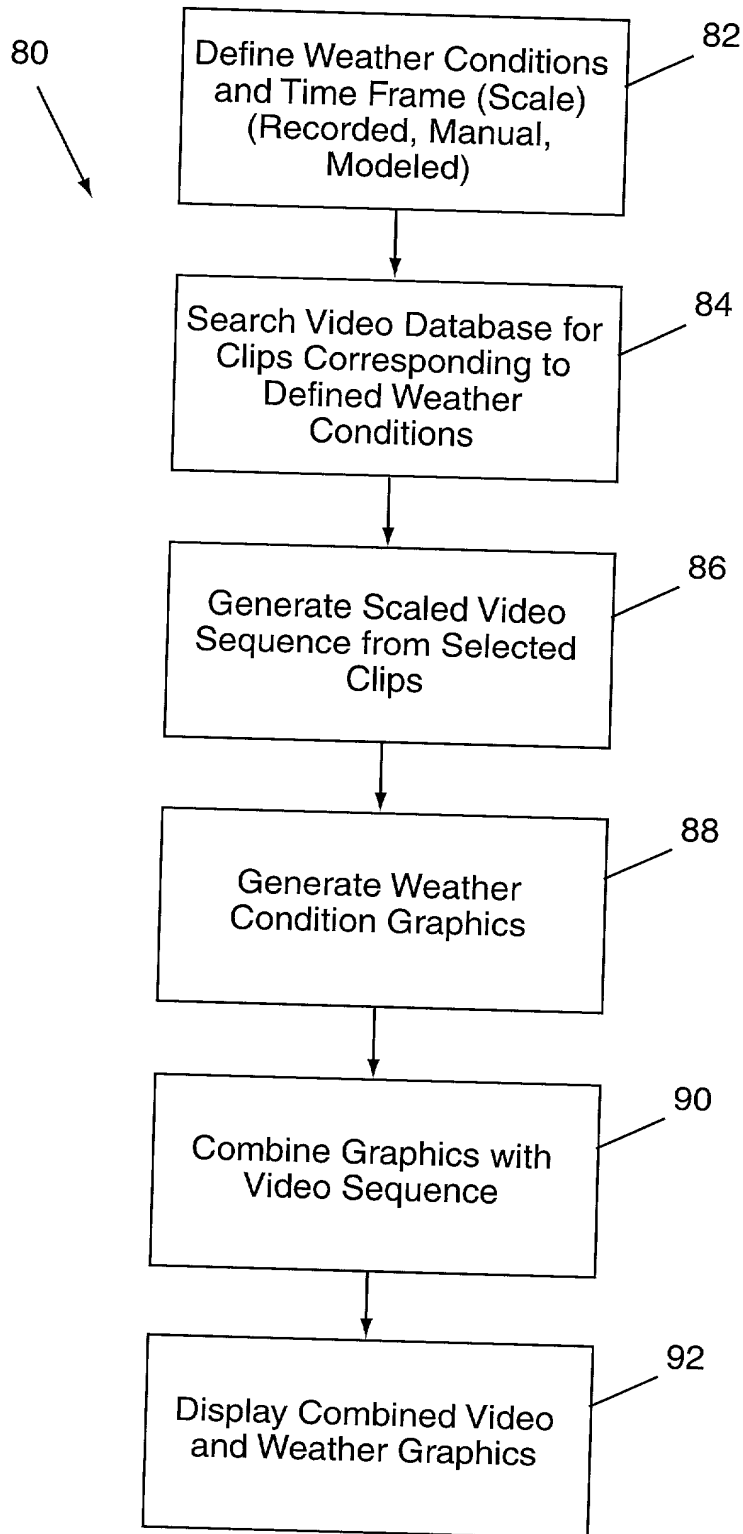 80
82
Define Weather Conditions
and Time Frame (Scale)
(Recorded, Manual,
Modeled)
84
Search Video Database for
Clips Corresponding to
Defined Weather
Conditions
86
Generate Scaled Video
Sequence from Selected
Clips
88
Generate Weather
Condition Graphics
90
Combine Graphics with
Video Sequence
92
Display Combined Video
and Weather Graphics